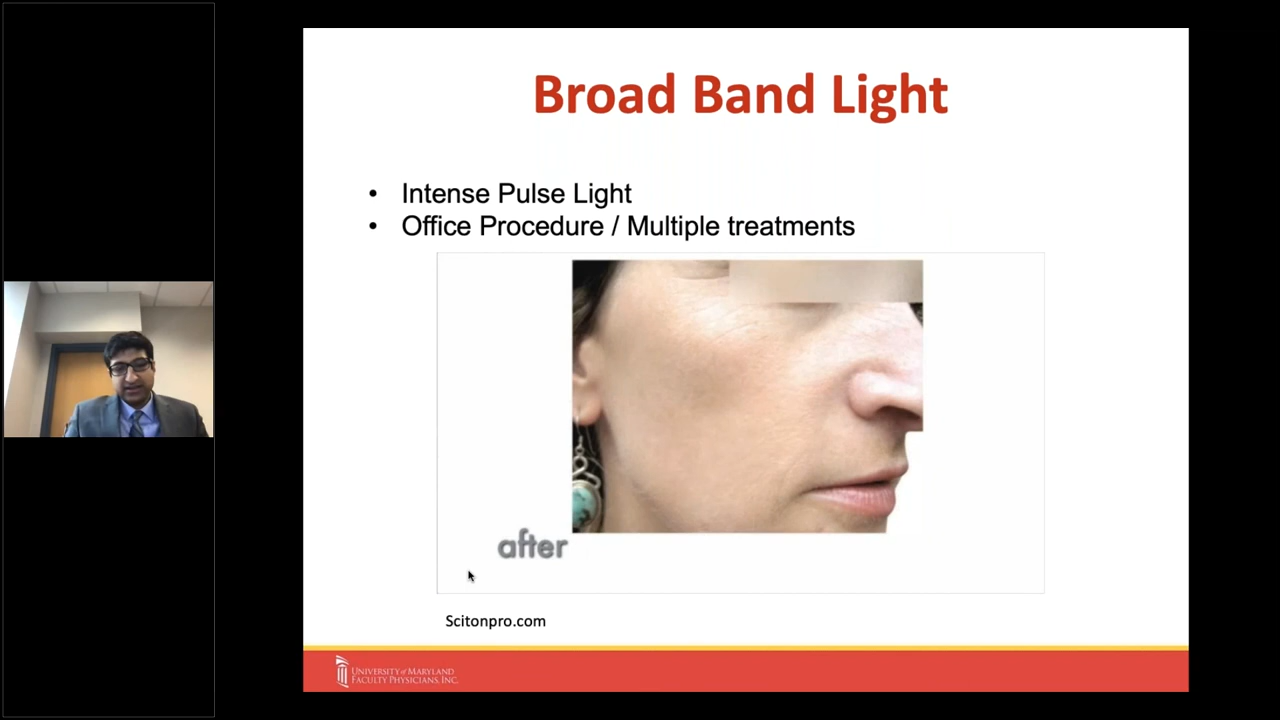 Broad Band Light
• Intense Pulse Light
• Office Procedure / Multiple treatments
after
Scitonpro.com
UNIVERSITY of MARYLAND
FACULTY PHYSICIANS, INC.